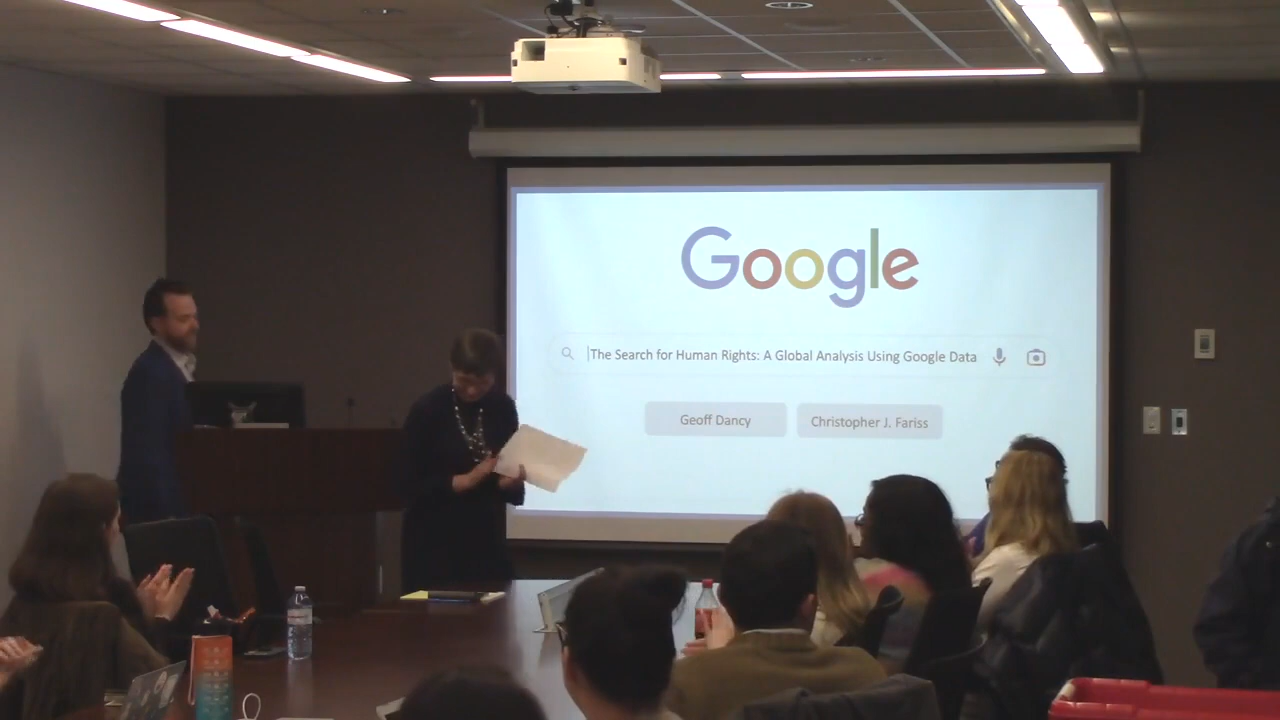 Google
The Search for Human Rights: A Global Analysis Using Google Data
Geoff Dancy
Christopher J. Fariss